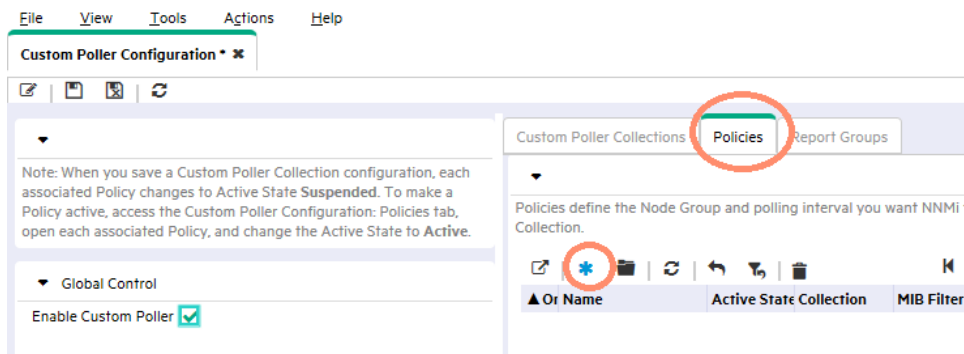 File View Tools Actions Help
Custom Poller Configuration *
Note: When you save a Custom Poller Collection configuration, each
associated Policy changes to Active State Suspended. To make a
Policy active, access the Custom Poller Configuration: Policies tab,
open each associated Policy, and change the Active State to Active.
Global Control
Enable Custom Poller
Custom Poller Collections Policies Report Groups
Policies define the Node Group and polling interval you want NNMi
Collection.
Or Name Active State Collection MIB Filter